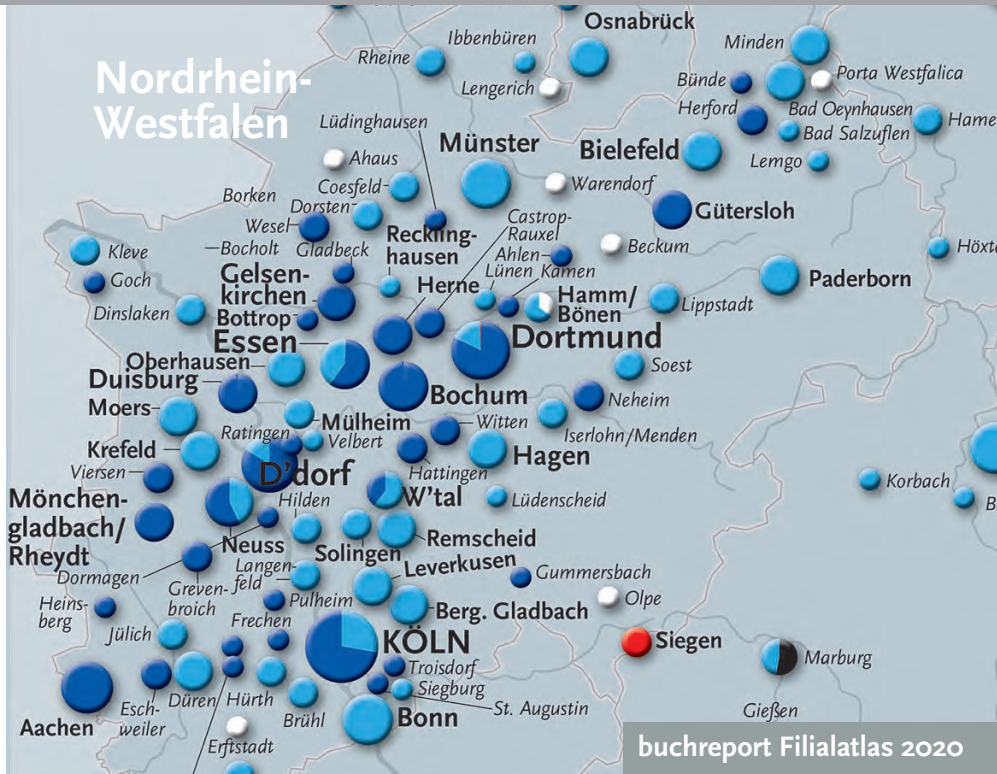 Osnabrück
Ibbenbüren
Rheine
Lengerich
Minden
Bünde
Porta Westfalica
Herford
Bad Oeynhausen
Hame
Bad Salzuflen
Lemgo
Nordrhein-
Westfalen
Lüdinghausen
Münster
Bielefeld
Ahaus
Coesfeld
Warendorf
Borken
Dorsten
Wesel
Gütersloh
Castrop-
Rauxel
Reckling-
hausen
Bocholt
Gladbeck
Kleve
Goch
Ahlen
Beckum
Höxte
Lünen
Kamen
Gelsen-
kirchen
Herne
Hamm/
Bönen
Paderborn
Lippstadt
Dinslaken
Bottrop
Essen
Dortmund
Oberhausen
Duisburg
Soest
Bochum
Neheim
Moers
Mülheim
Witten
Iserlohn/Menden
Ratingen
Velbert
Krefeld
Hagen
Viersen
D'dorf
Hattingen
Korbach
B
Mönchen-
gladbach/
Rheydt
Hilden
W'tal
Lüdenscheid
Neuss
Solingen
Remscheid
Dormagen
Langen-
feld
Leverkusen
Gummersbach
Greven-
broich
Pulheim
Olpe
Heins-
berg
Frechen
Berg. Gladbach
Jülich
KÖLN
Siegen
Marburg
Troisdorf
Siegburg
St. Augustin
Düren
Hürth
Esch-
weiler
Brühl
Bonn
Aachen
Gießen
Erftstadt
buchreport Filialatlas 2020